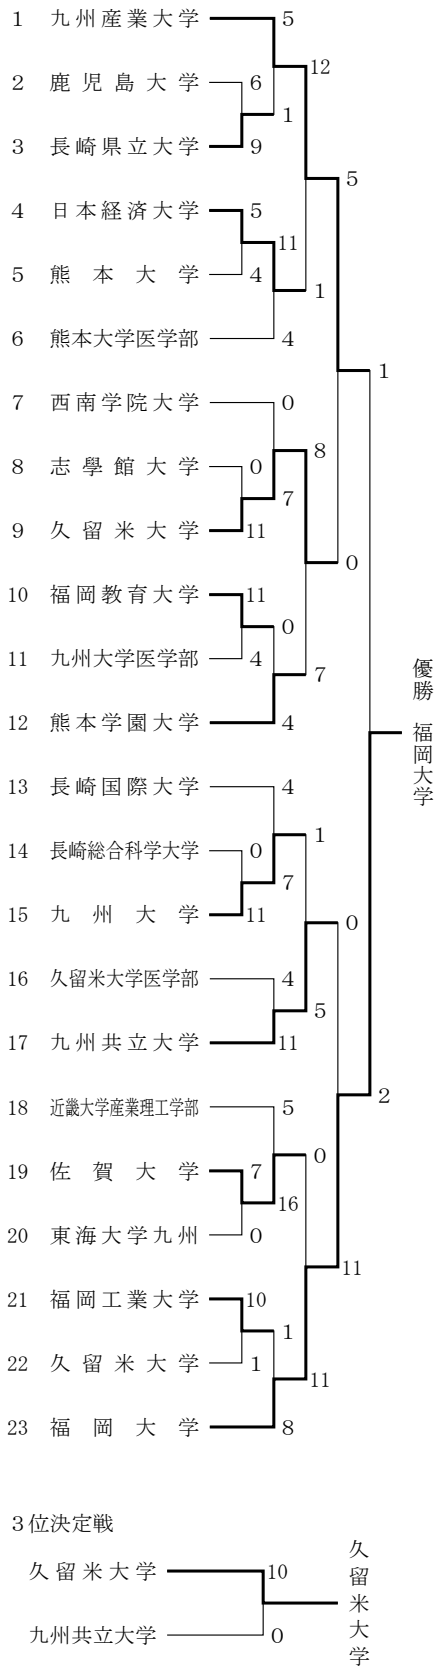 1 九州産業大学 5
12
2 鹿児島大学 6
1
3 長崎県立大学 9
5
4 日本経済大学 5
11
5 熊本大学 4
1
6 熊本大学医学部 4
1
7 西南学院大学 0
8
8 志學館大学 0
7
9 久留米大学 11
0
10 福岡教育大学 11
0
11 九州大学医学部 4
7
12 熊本学園大学 4
優勝 福岡大学
13 長崎国際大学 4
1
14 長崎総合科学大学 0
7
15 九州大学 11
0
16 久留米大学医学部 4
5
17 九州共立大学 11
2
18 近畿大学産業理工学部 5
0
19 佐賀大学 7
16
20 東海大学九州 0
11
21 福岡工業大学 10
1
22 久留米大学 1
11
23 福岡大学 8
3位決定戦
久留米大学 10
久留米大学
九州共立大学 0